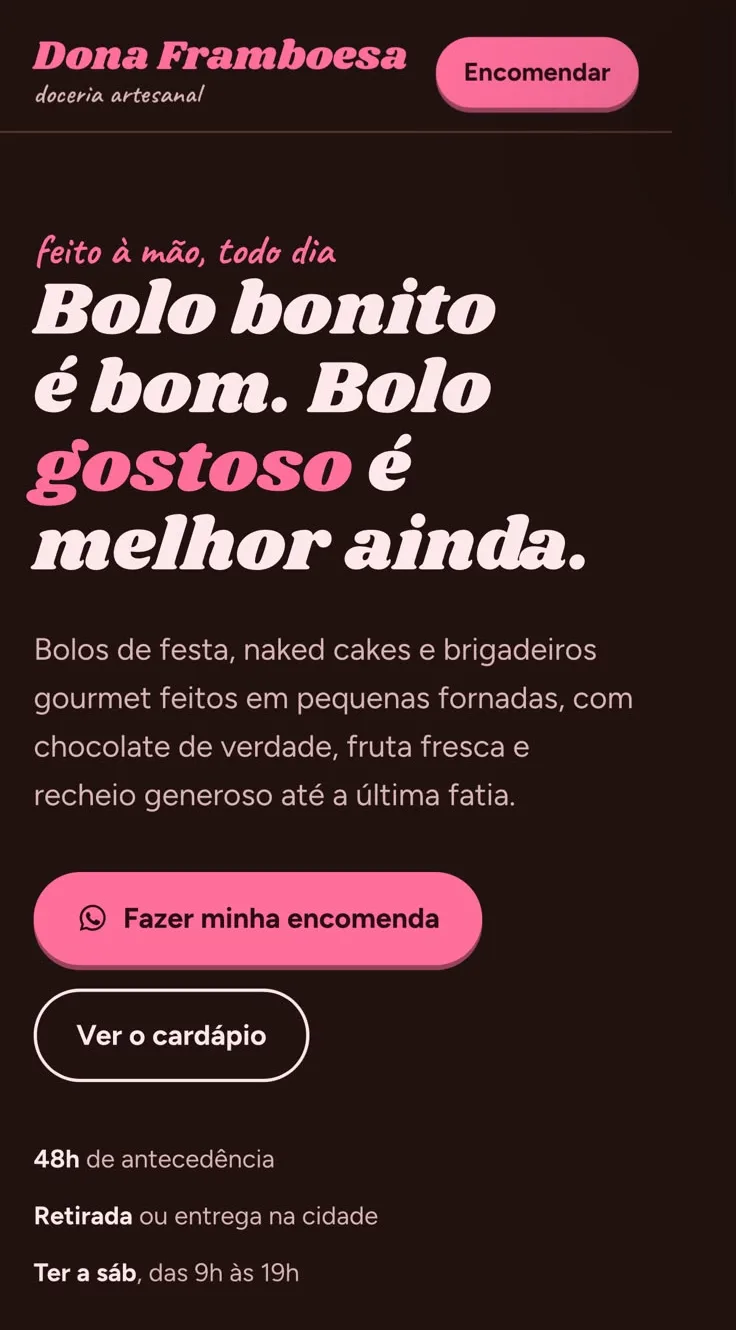 Dona Framboesa
doceria artesanal
Encomendar
feito à mão, todo dia
Bolo bonito
é bom. Bolo
gostoso é
melhor ainda.
Bolos de festa, naked cakes e brigadeiros
gourmet feitos em pequenas fornadas, com
chocolate de verdade, fruta fresca e
recheio generoso até a última fatia.
Fazer minha encomenda
Ver o cardápio
48h de antecedência
Retirada ou entrega na cidade
Ter a sáb, das 9h às 19h